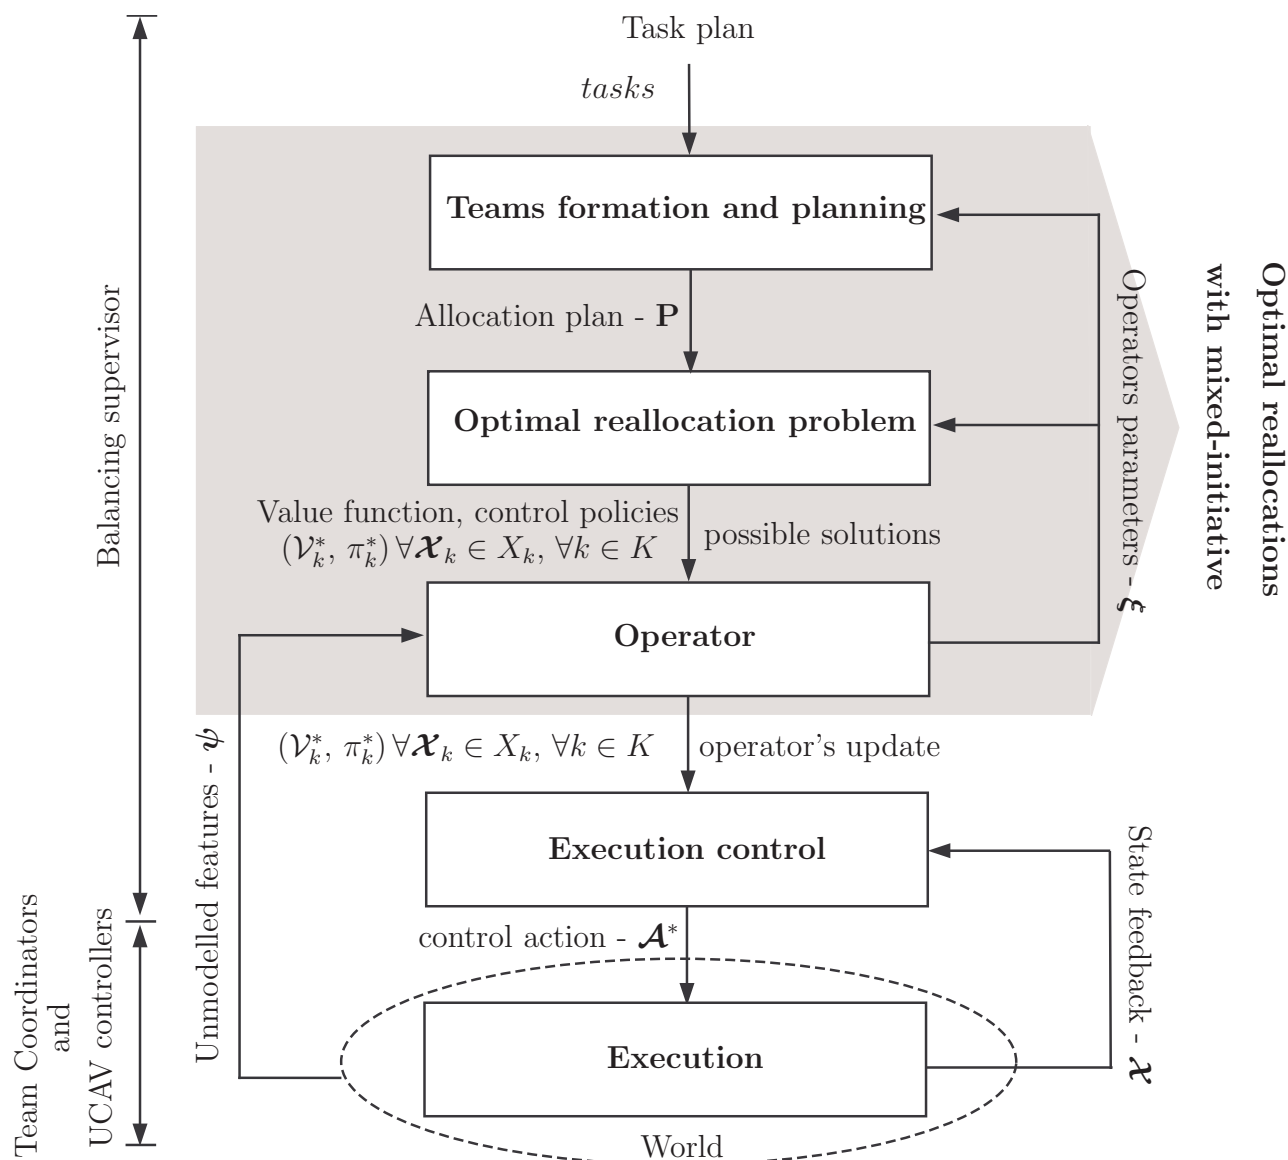 Task plan
tasks
Teams formation and planning
Allocation plan - P
Optimal reallocation problem
Value function, control policies
(𝒱*ₖ, π*ₖ) ∀𝓧ₖ ∈ Xₖ, ∀k ∈ K
possible solutions
Operator
(𝒱*ₖ, π*ₖ) ∀𝓧ₖ ∈ Xₖ, ∀k ∈ K
operator's update
Execution control
control action - 𝓐*
Execution
World
Balancing supervisor
Team Coordinators
and
UCAV controllers
Unmodelled features - ψ
Operators parameters - ξ
State feedback - 𝓧
Optimal reallocations
with mixed-initiative